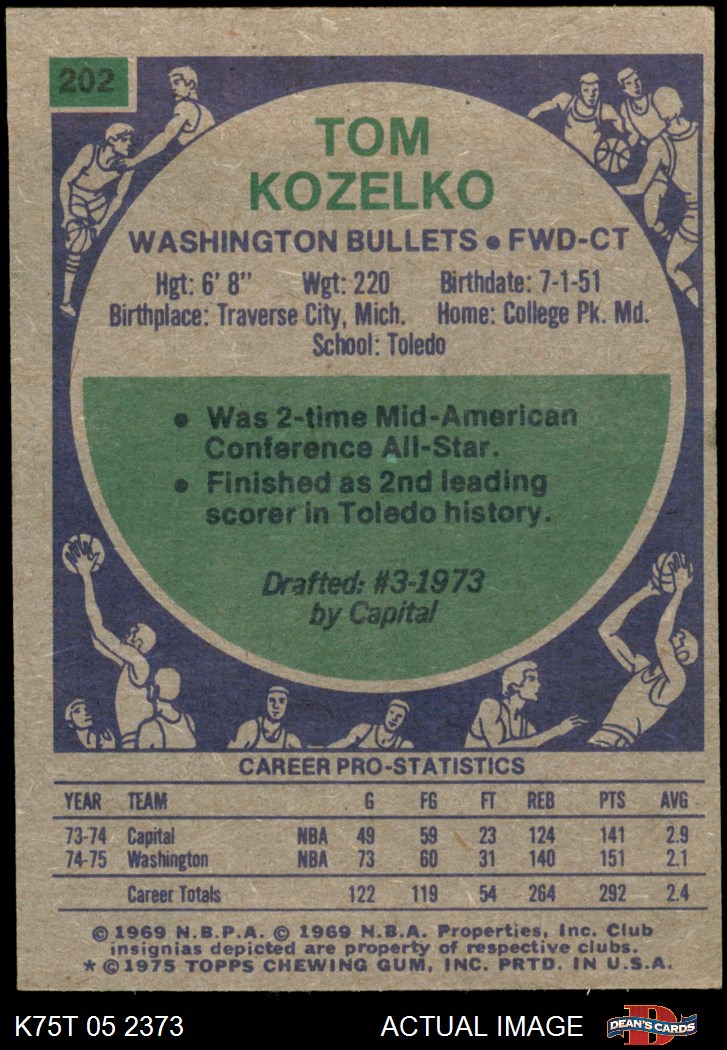 202
TOM
KOZELKO
WASHINGTON BULLETS • FWD-CT
Hgt: 6' 8" Wgt: 220 Birthdate: 7-1-51
Birthplace: Traverse City, Mich. Home: College Pk. Md.
School: Toledo
• Was 2-time Mid-American
Conference All-Star.
• Finished as 2nd leading
scorer in Toledo history.
Drafted: #3-1973
by Capital
CAREER PRO-STATISTICS
YEAR TEAM G FG FT REB PTS AVG
73-74 Capital NBA 49 59 23 124 141 2.9
74-75 Washington NBA 73 60 31 140 151 2.1
Career Totals 122 119 54 264 292 2.4
© 1969 N.B.P.A. © 1969 N.B.A. Properties, Inc. Club
insignias depicted are property of respective clubs.
* © 1975 TOPPS CHEWING GUM, INC. PRTD. IN U.S.A.
K75T 05 2373 ACTUAL IMAGE D DEAN'S CARDS